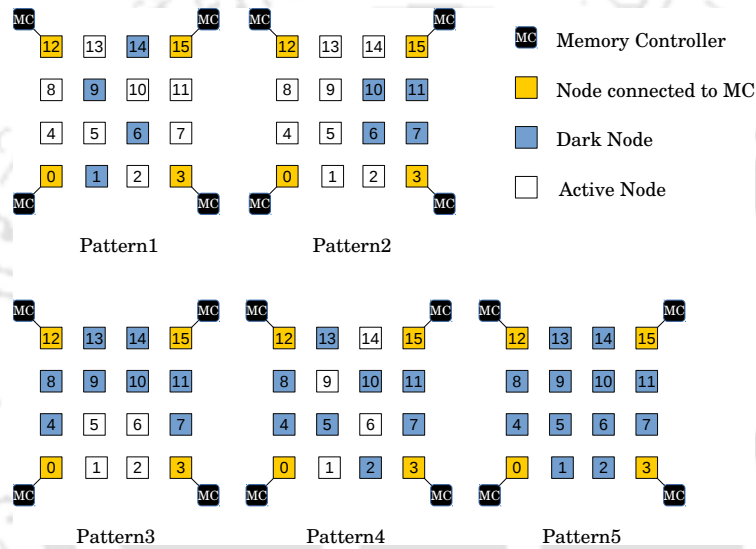 MC MC MC MC
12 13 14 15 12 13 14 15 MC Memory Controller
8 9 10 11 8 9 10 11 Node connected to MC
4 5 6 7 4 5 6 7 Dark Node
0 1 2 3 0 1 2 3 Active Node
MC MC MC MC
Pattern1 Pattern2
MC MC MC MC MC MC
12 13 14 15 12 13 14 15 12 13 14 15
8 9 10 11 8 9 10 11 8 9 10 11
4 5 6 7 4 5 6 7 4 5 6 7
0 1 2 3 0 1 2 3 0 1 2 3
MC MC MC MC MC MC
Pattern3 Pattern4 Pattern5